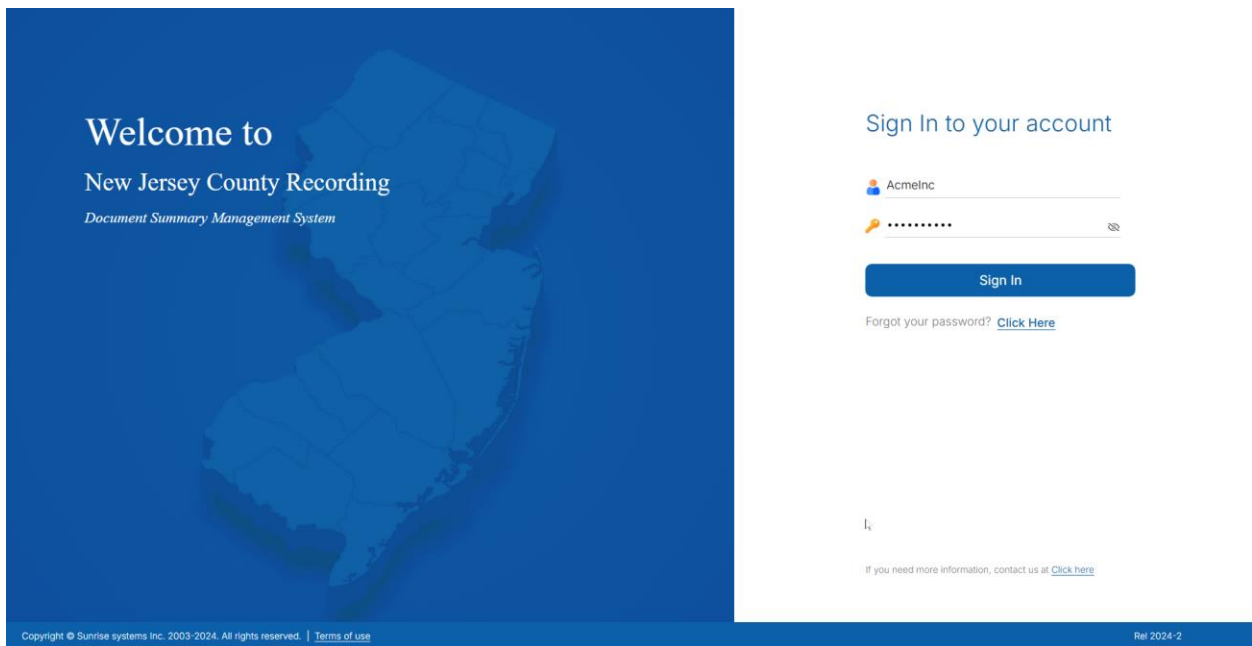 Welcome to
New Jersey County Recording
Document Summary Management System
Sign In to your account
AcmeInc
••••••••••
Sign In
Forgot your password? Click Here
If you need more information, contact us at Click here
Copyright © Sunrise systems Inc. 2003-2024. All rights reserved. | Terms of use
Rel 2024-2